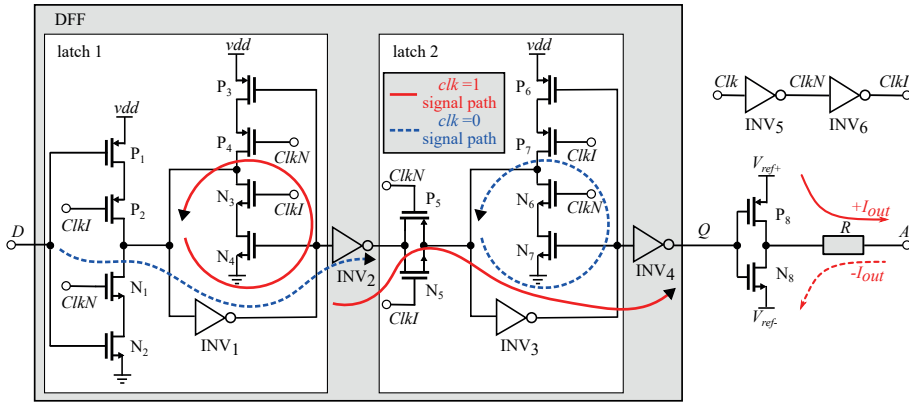 DFF
latch 1
latch 2
vdd
vdd
vdd
P1
P2
P3
P4
N1
N2
N3
N4
ClkI
ClkN
ClkN
ClkI
D
INV1
INV2
clk=1
signal path
clk=0
signal path
ClkN
P5
N5
ClkI
P6
P7
N6
N7
ClkI
ClkN
INV3
INV4
Clk
ClkN
ClkI
INV5
INV6
Vref+
P8
N8
Vref-
Q
R
A
+Iout
-Iout